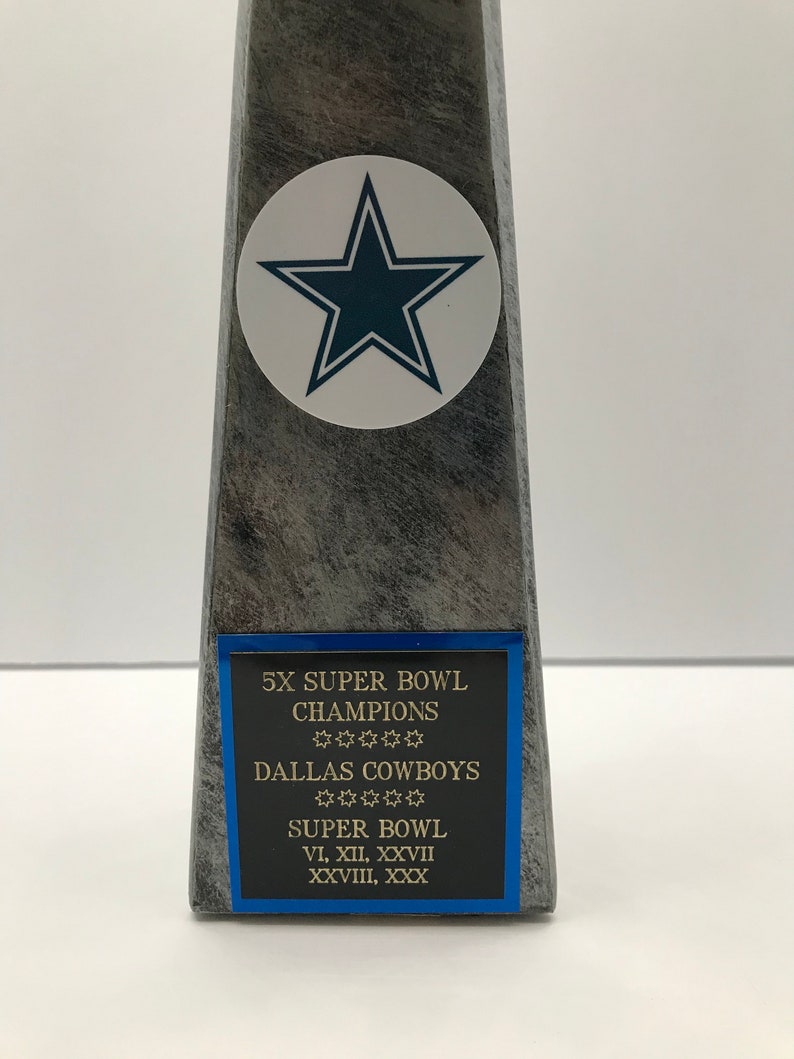 5X SUPER BOWL
CHAMPIONS
DALLAS COWBOYS
SUPER BOWL
VI, XII, XXVII
XXVIII, XXX